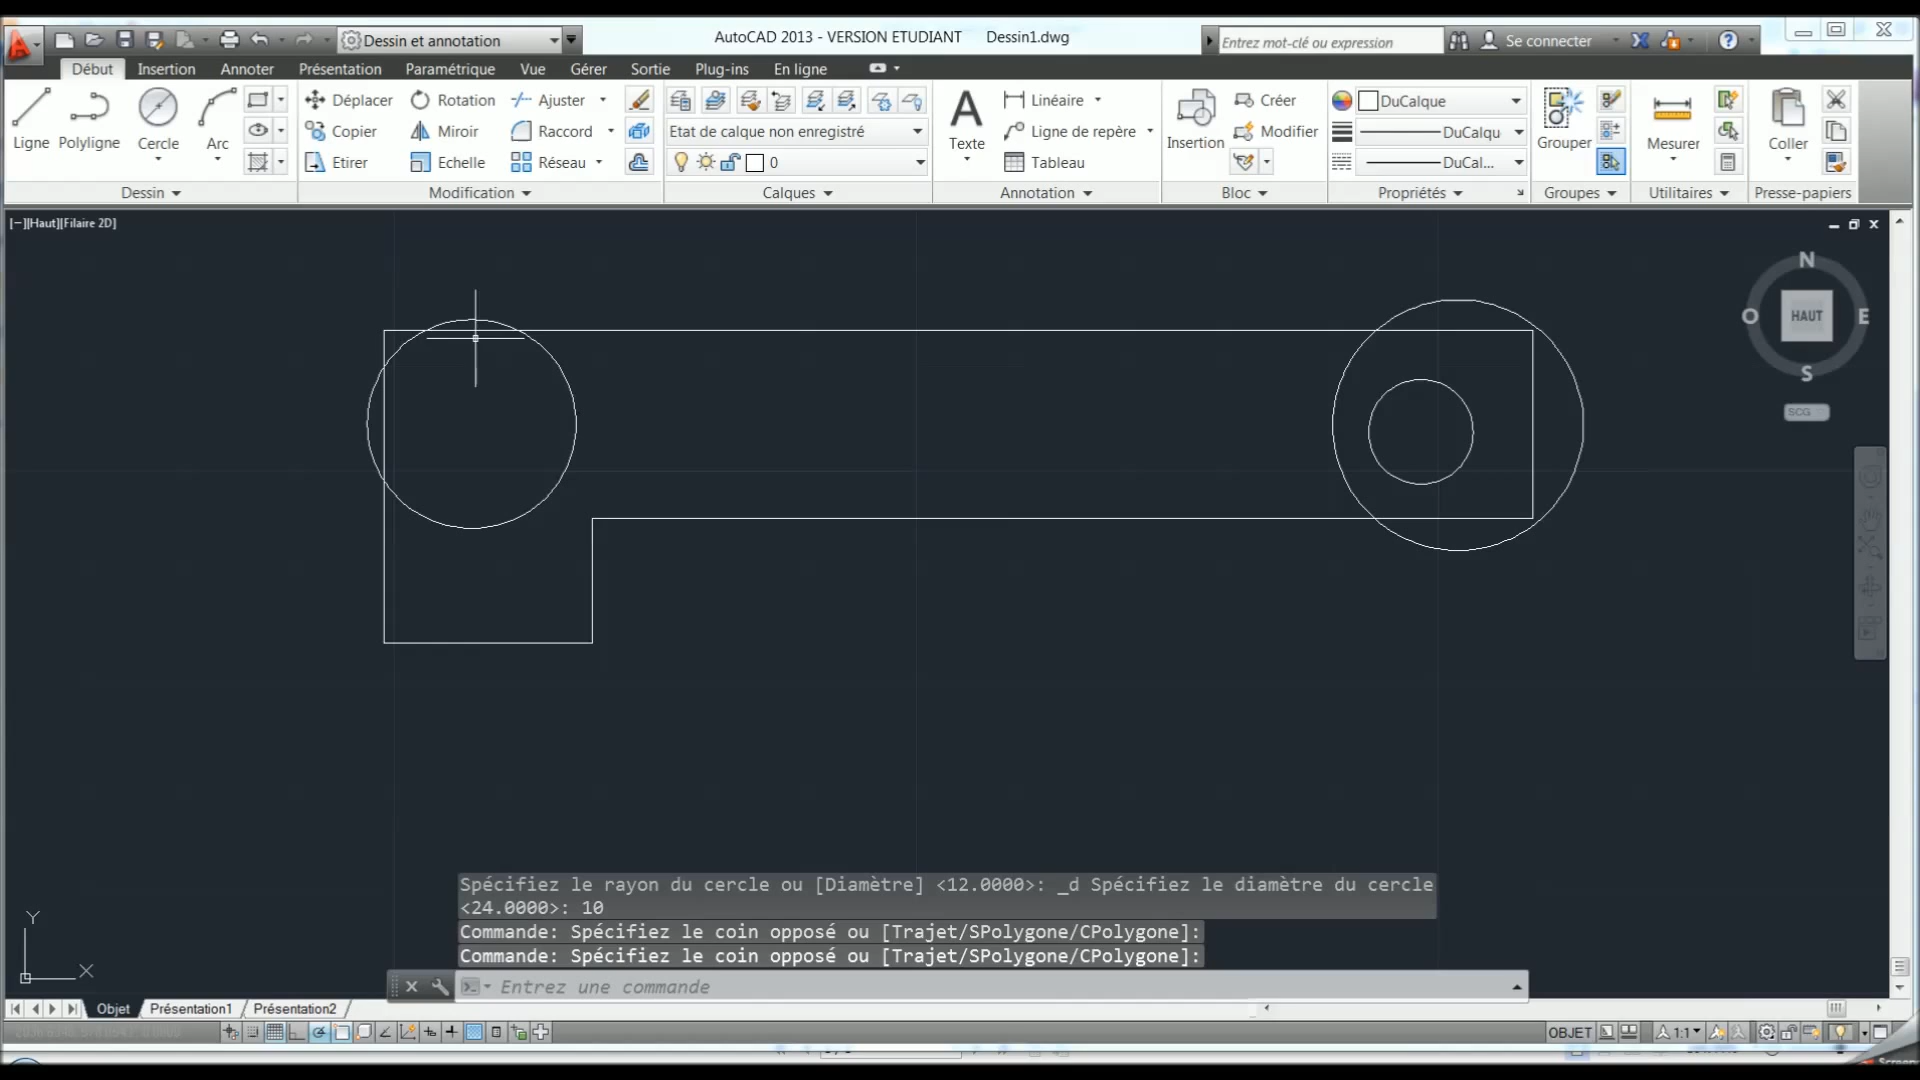 Dessin et annotation
AutoCAD 2013 - VERSION ETUDIANT Dessin1.dwg
Entrez mot-clé ou expression
Se connecter
Début Insertion Annoter Présentation Paramétrique Vue Gérer Sortie Plug-ins En ligne
Ligne Polyligne Cercle Arc
Déplacer Rotation Ajuster
Copier Miroir Raccord
Etirer Echelle Réseau
Etat de calque non enregistré
0
A
Texte
Linéaire
Ligne de repère
Tableau
Insertion
Créer
Modifier
DuCalque
DuCalqu
DuCal...
Grouper
Mesurer
Coller
Dessin Modification Calques Annotation Bloc Propriétés Groupes Utilitaires Presse-papiers
[−][Haut][Filaire 2D]
N
O HAUT E
S
SCG
Spécifiez le rayon du cercle ou [Diamètre] <12.0000>: _d Spécifiez le diamètre du cercle
<24.0000>: 10
Commande: Spécifiez le coin opposé ou [Trajet/SPolygone/CPolygone]:
Commande: Spécifiez le coin opposé ou [Trajet/SPolygone/CPolygone]:
Y
X
Entrez une commande
Objet Présentation1 Présentation2
OBJET
1:1